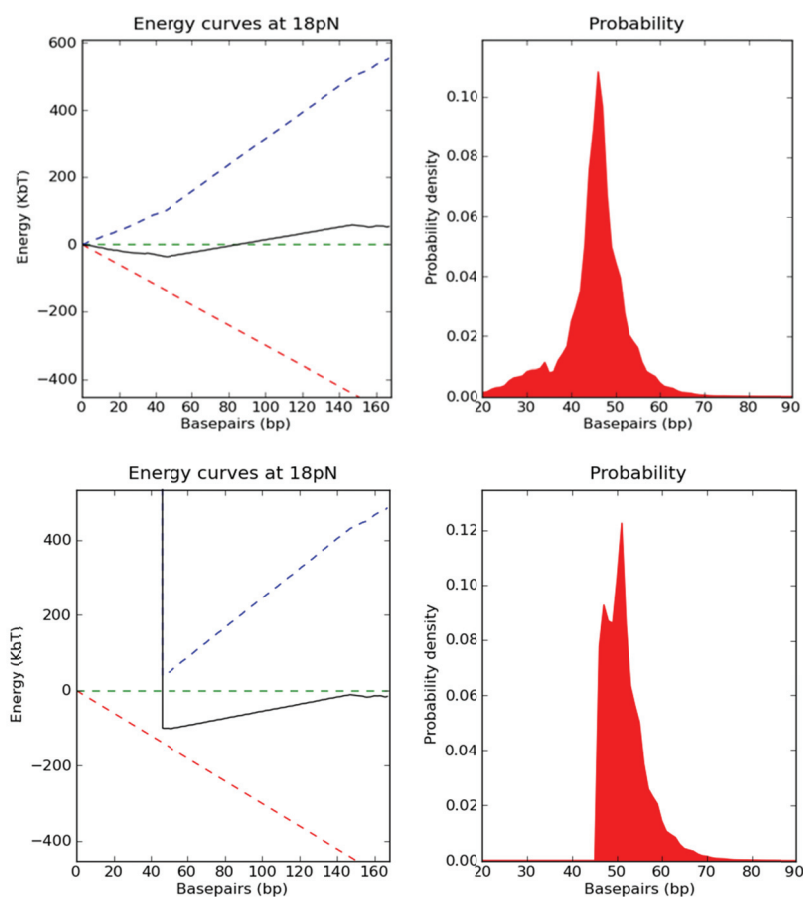 Energy curves at 18pN
Probability
600
400
200
0
−200
−400
Energy (KbT)
0 20 40 60 80 100 120 140 160
Basepairs (bp)
0.10
0.08
0.06
0.04
0.02
0.00
Probability density
20 30 40 50 60 70 80 90
Basepairs (bp)
Energy curves at 18pN
Probability
400
200
0
−200
−400
Energy (KbT)
0 20 40 60 80 100 120 140 160
Basepairs (bp)
0.12
0.10
0.08
0.06
0.04
0.02
0.00
Probability density
20 30 40 50 60 70 80 90
Basepairs (bp)